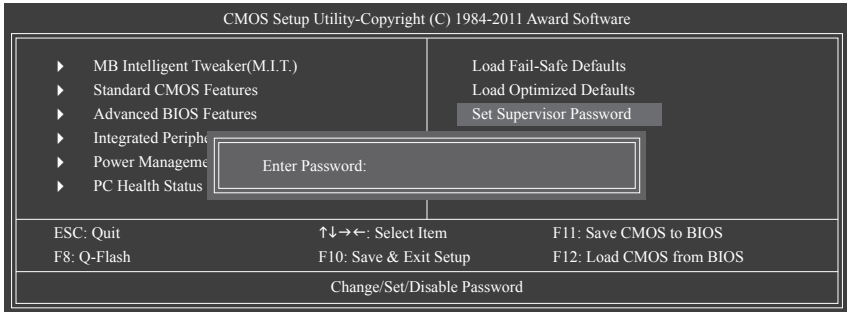 CMOS Setup Utility-Copyright (C) 1984-2011 Award Software
MB Intelligent Tweaker(M.I.T.)
Standard CMOS Features
Advanced BIOS Features
Integrated Periphe
Power Manageme
PC Health Status
Load Fail-Safe Defaults
Load Optimized Defaults
Set Supervisor Password
Enter Password:
ESC: Quit
↑↓→←: Select Item
F11: Save CMOS to BIOS
F8: Q-Flash
F10: Save & Exit Setup
F12: Load CMOS from BIOS
Change/Set/Disable Password